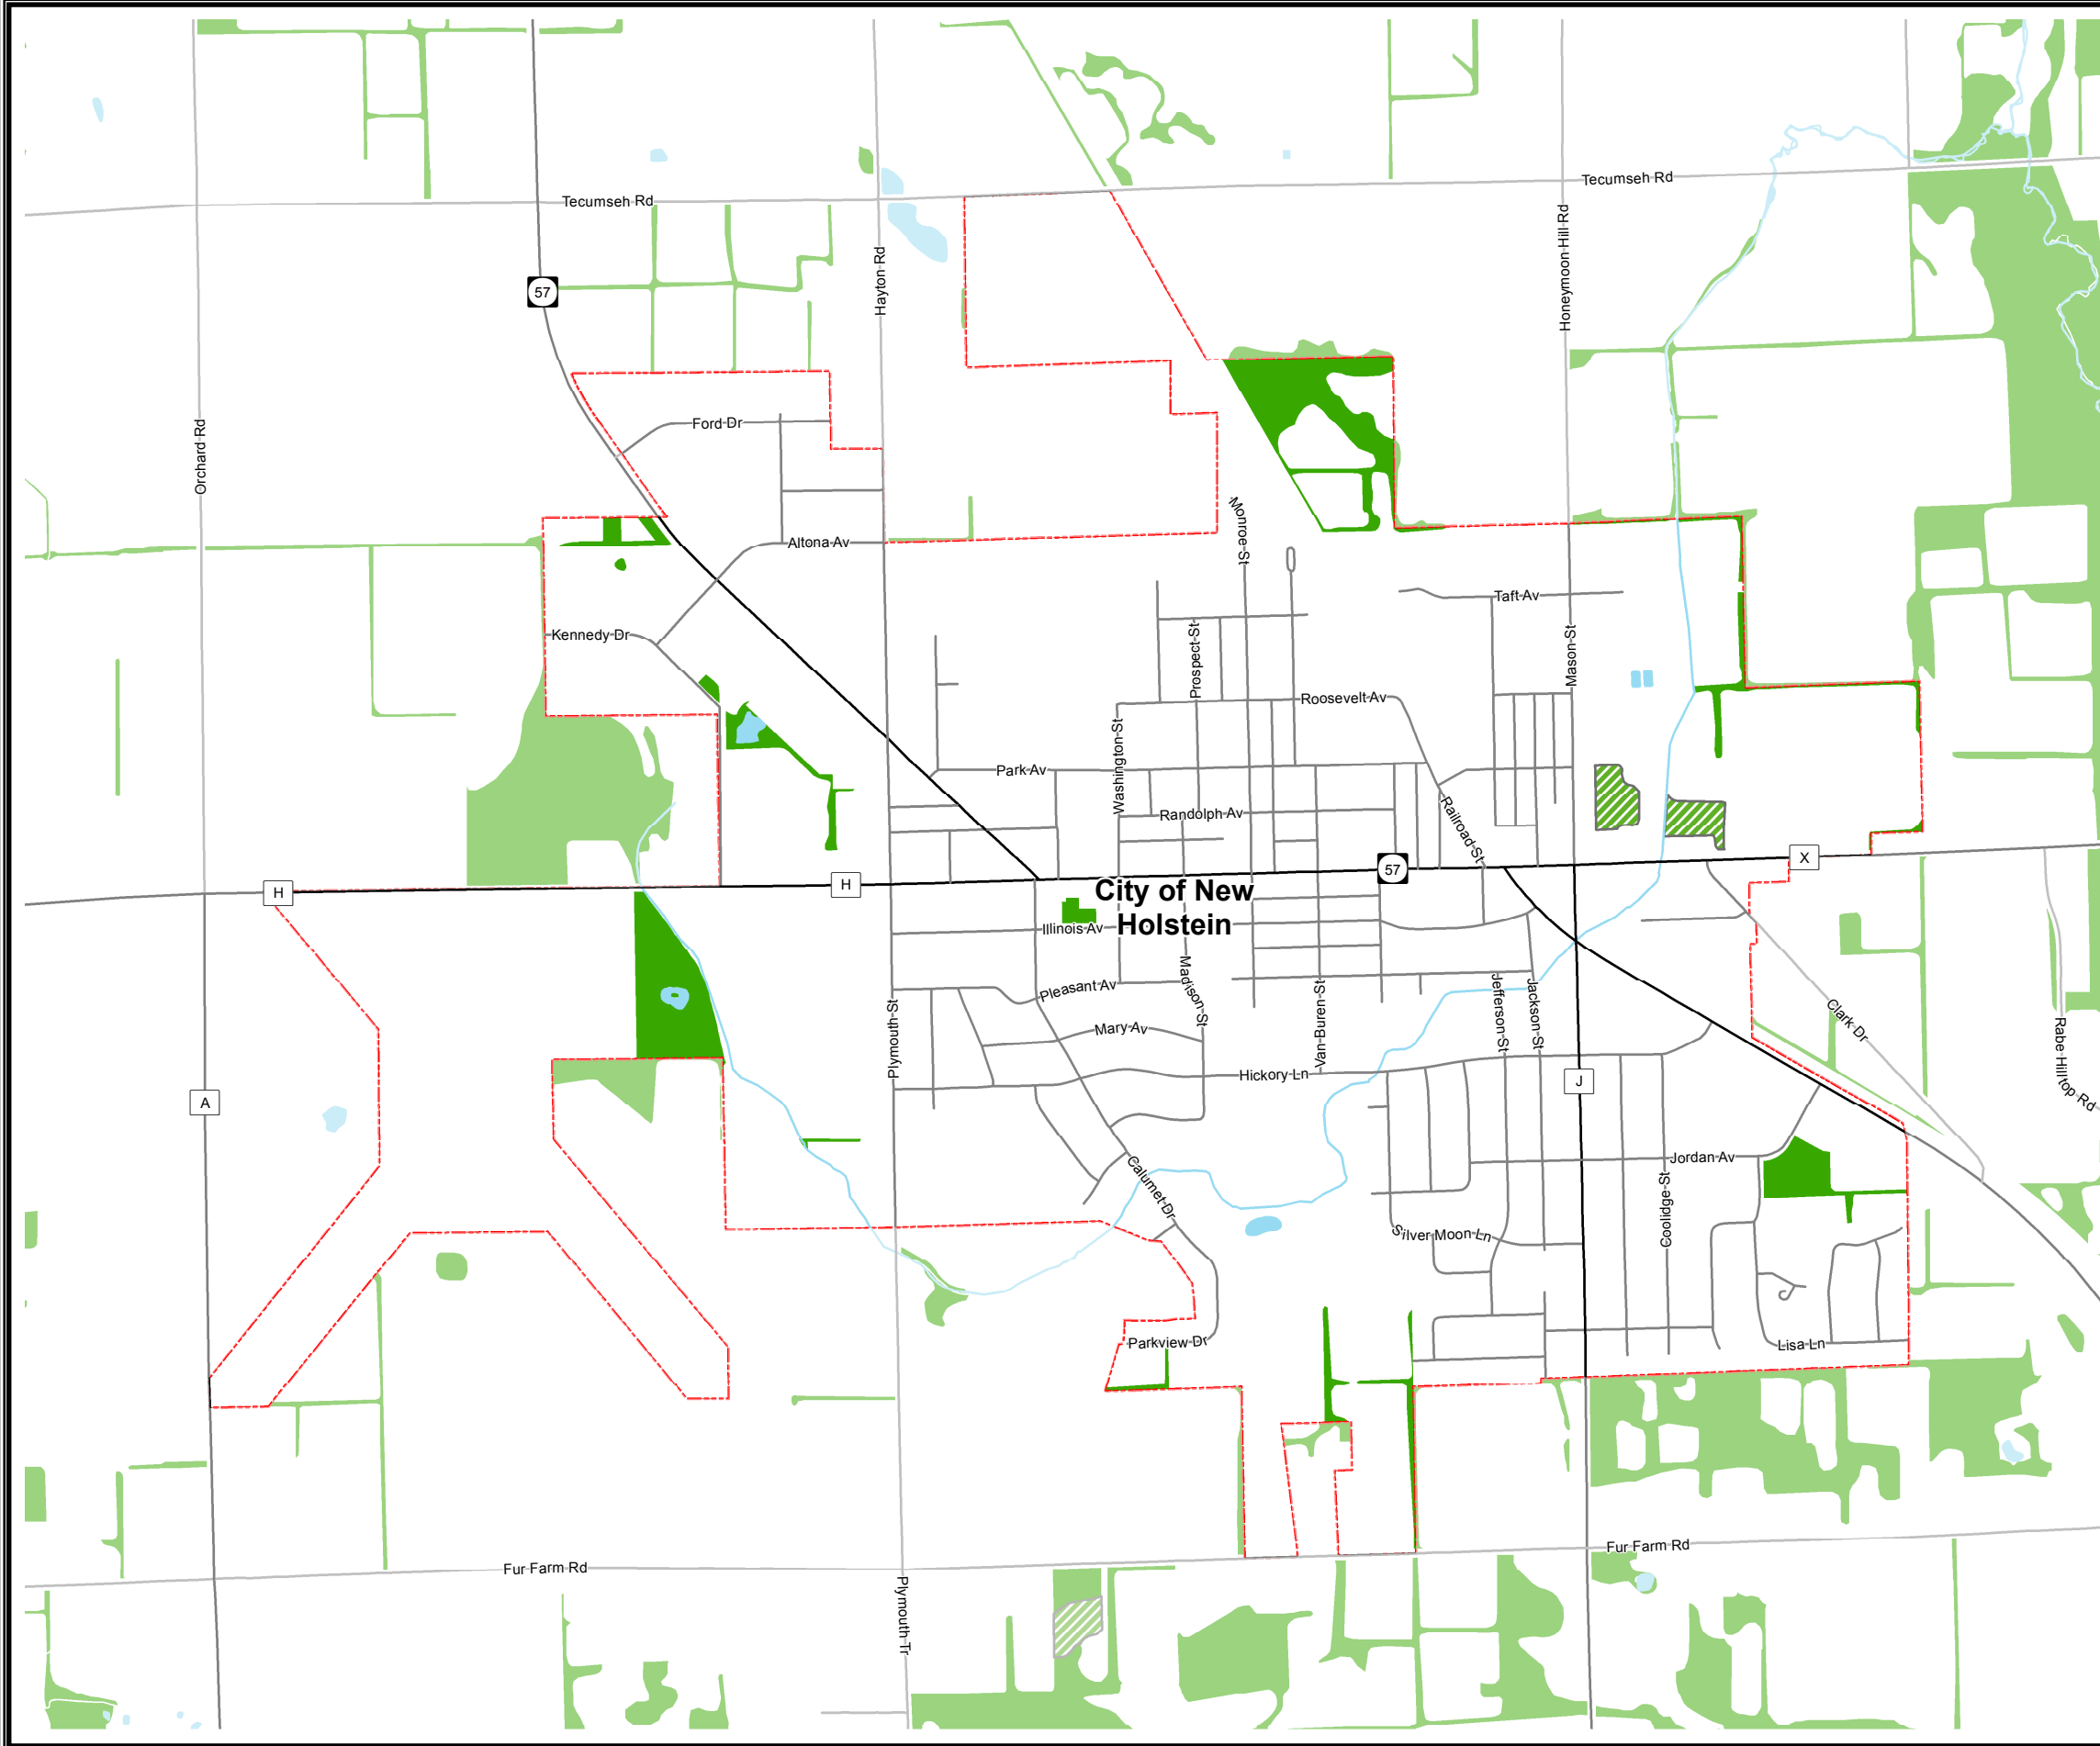 Tecumseh Rd
Tecumseh Rd
Honeymoon Hill Rd
Hayton Rd
57
Orchard Rd
Ford Dr
Monroe St
Altona Av
Taft Av
Kennedy Dr
Prospect St
Mason St
Roosevelt Av
Washington St
Park Av
Randolph Av
Railroad St
X
57
H
H
City of New
Holstein
Illinois Av
Madison St
Pleasant Av
Jefferson St
Jackson St
Van Buren St
Clark Dr
Plymouth St
Mary Av
Rabe Hilltop Rd
Hickory Ln
J
A
Jordan Av
Calumet Dr
Coolidge St
Silver Moon Ln
Parkview Dr
Lisa Ln
Fur Farm Rd
Fur Farm Rd
Plymouth Tr